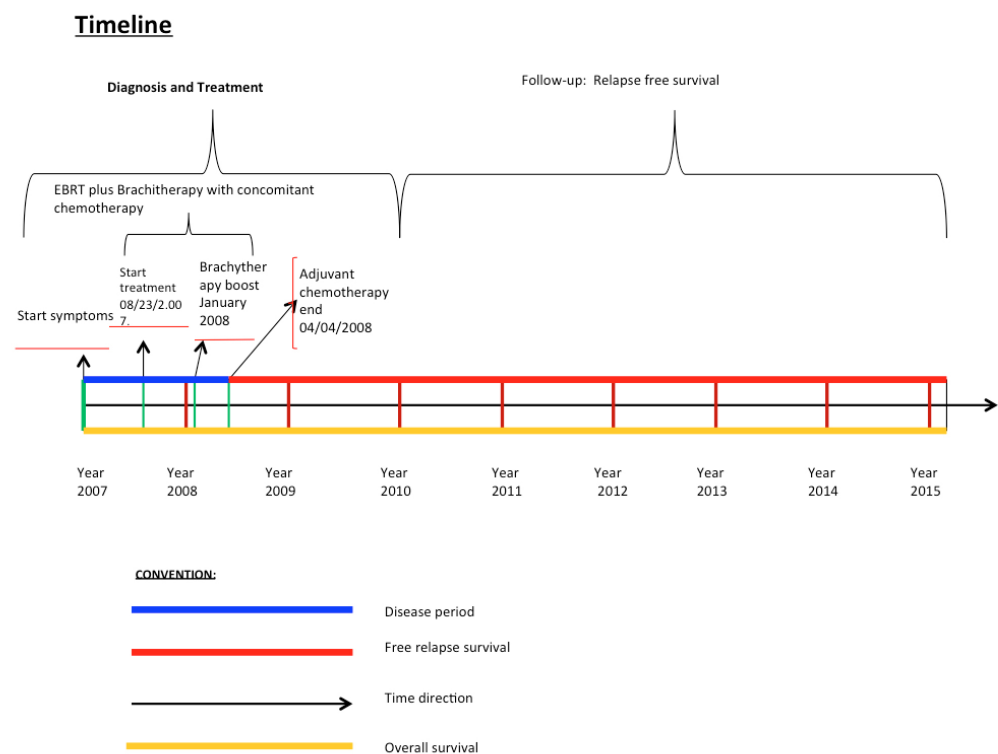 Timeline
Diagnosis and Treatment
Follow-up:  Relapse free survival
EBRT plus Brachitherapy with concomitant
chemotherapy
Start symptoms
Start
treatment
08/23/2.00
7.
Brachyther
apy boost
January
2008
Adjuvant
chemotherapy
end
04/04/2008
Year
2007
Year
2008
Year
2009
Year
2010
Year
2011
Year
2012
Year
2013
Year
2014
Year
2015
CONVENTION:
Disease period
Free relapse survival
Time direction
Overall survival